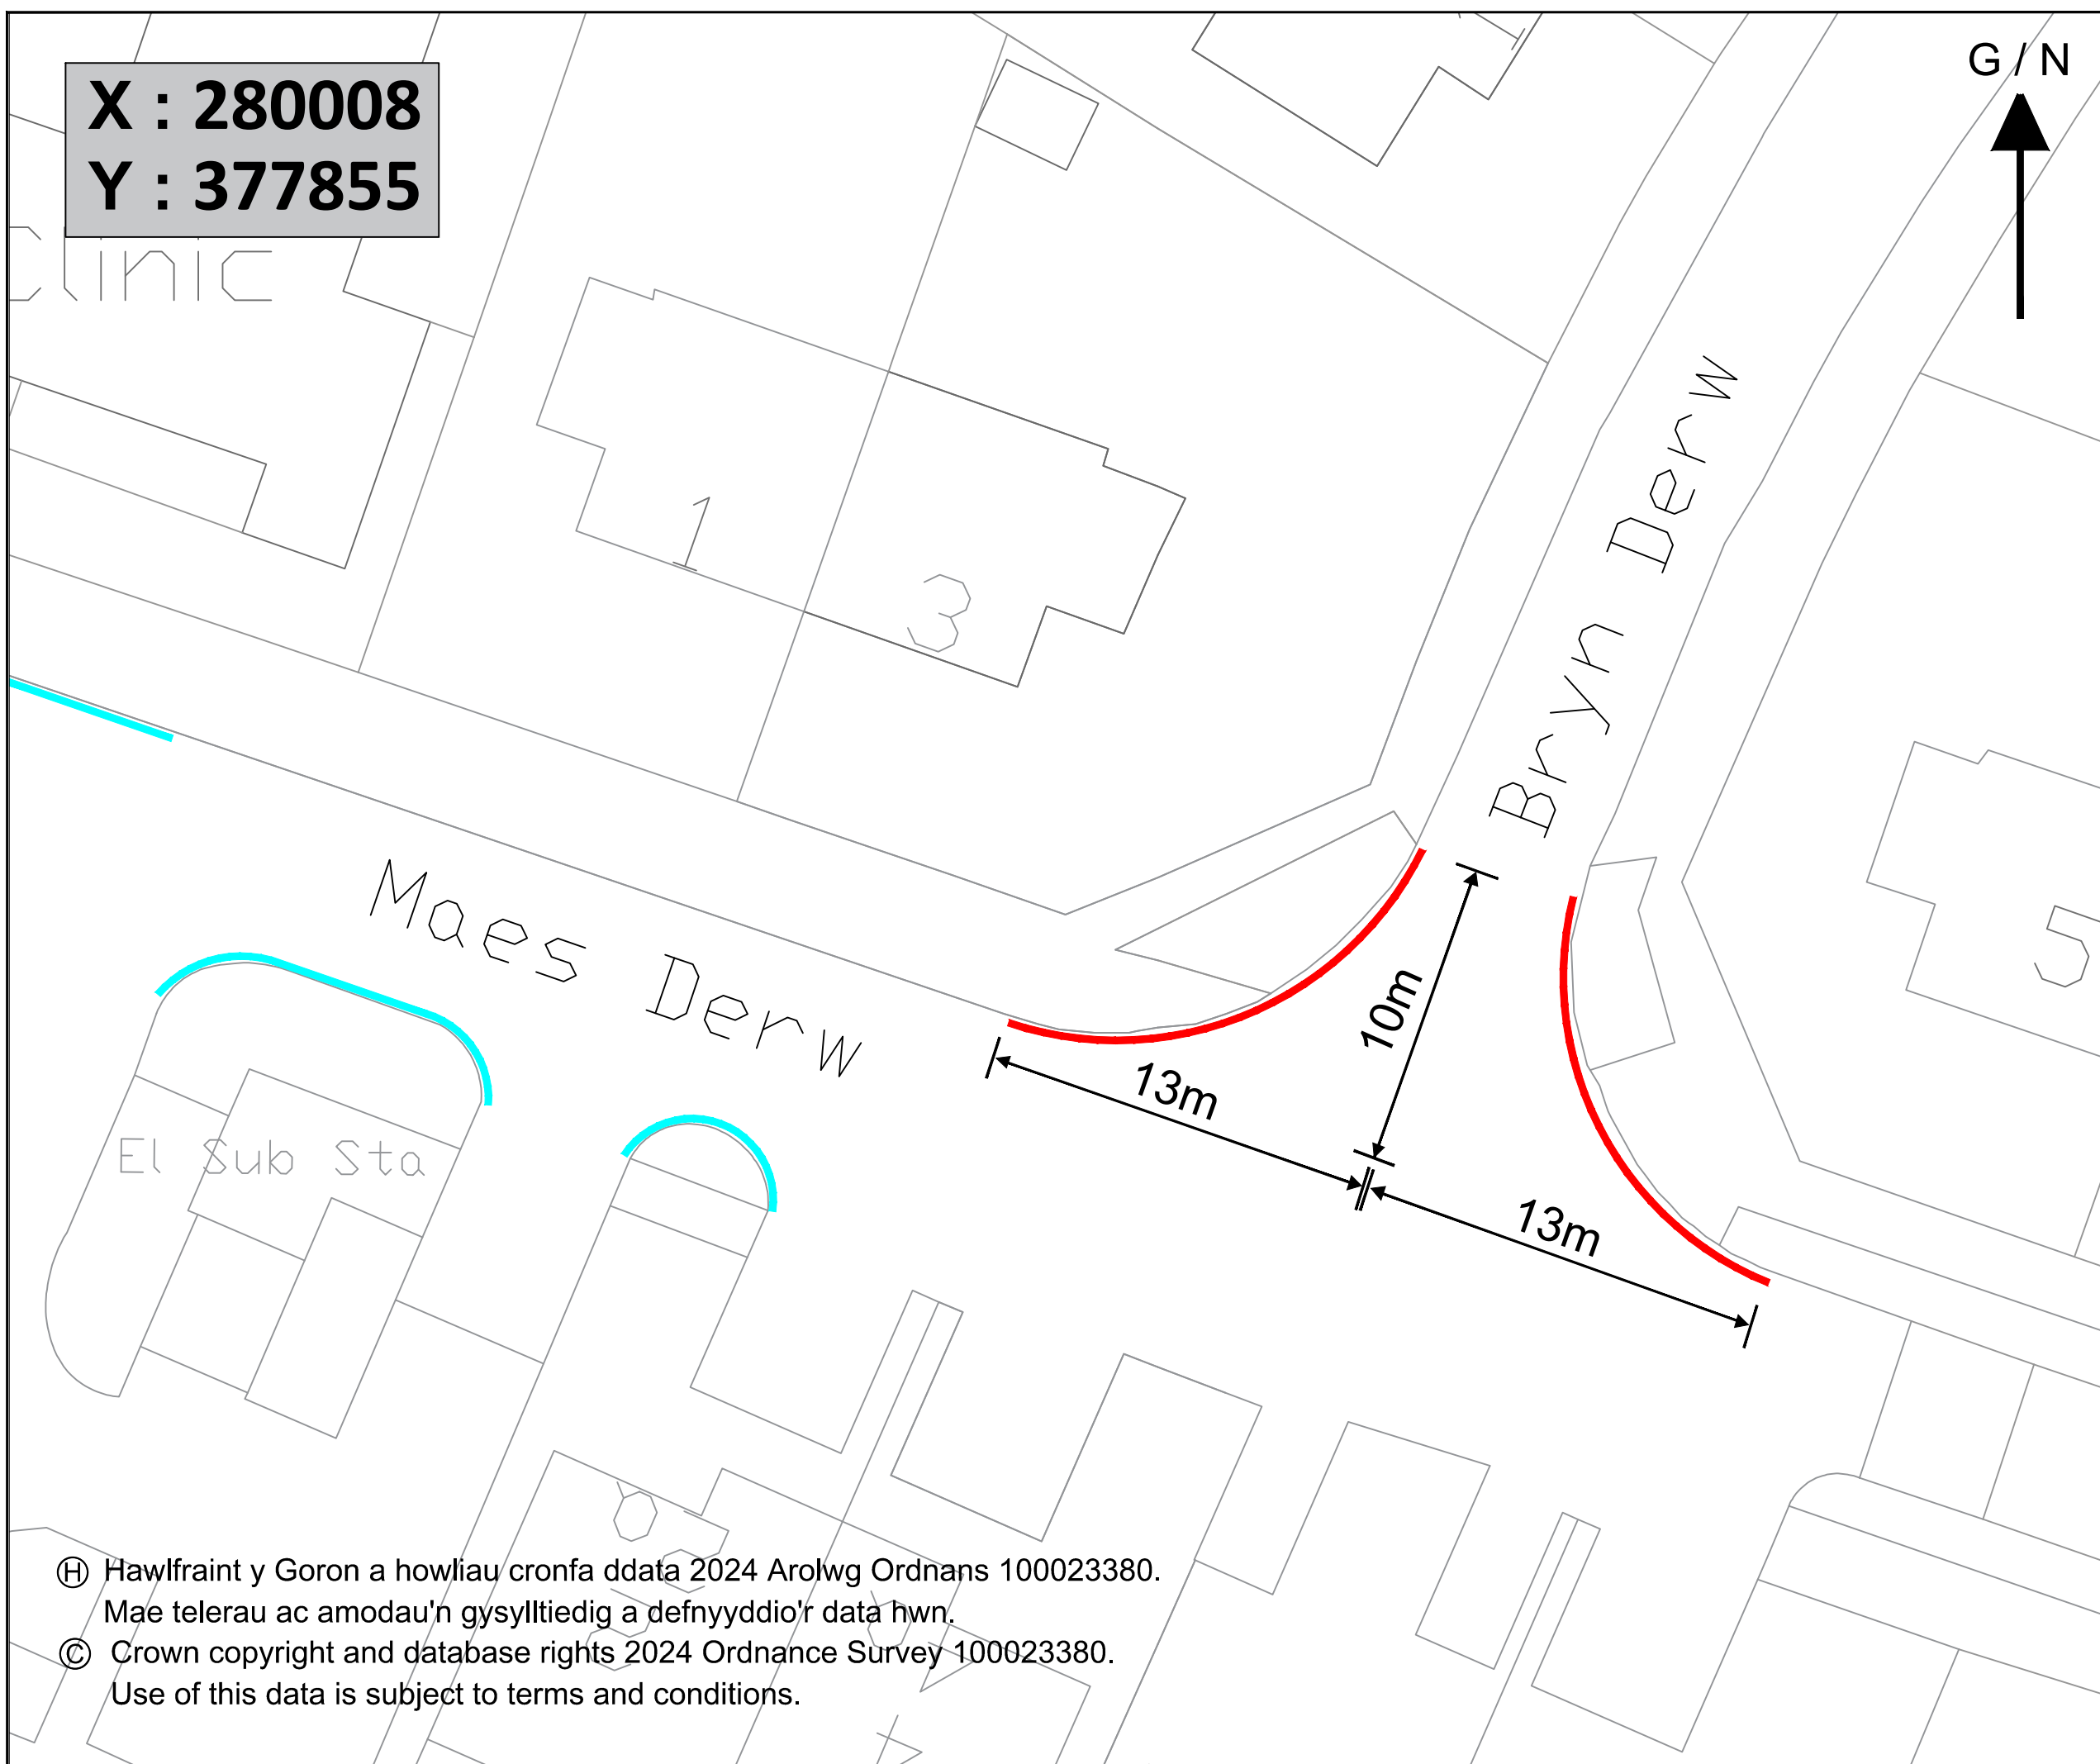 X : 280008
Y : 377855
G / N
Clinic
1
3
Bryn Derw
5
Maes Derw
10m
13m
13m
El Sub Sta
Ⓗ Hawlfraint y Goron a howliau cronfa ddata 2024 Arolwg Ordnans 100023380.
Mae telerau ac amodau'n gysylltiedig a defnyyddio'r data hwn.
© Crown copyright and database rights 2024 Ordnance Survey 100023380.
Use of this data is subject to terms and conditions.